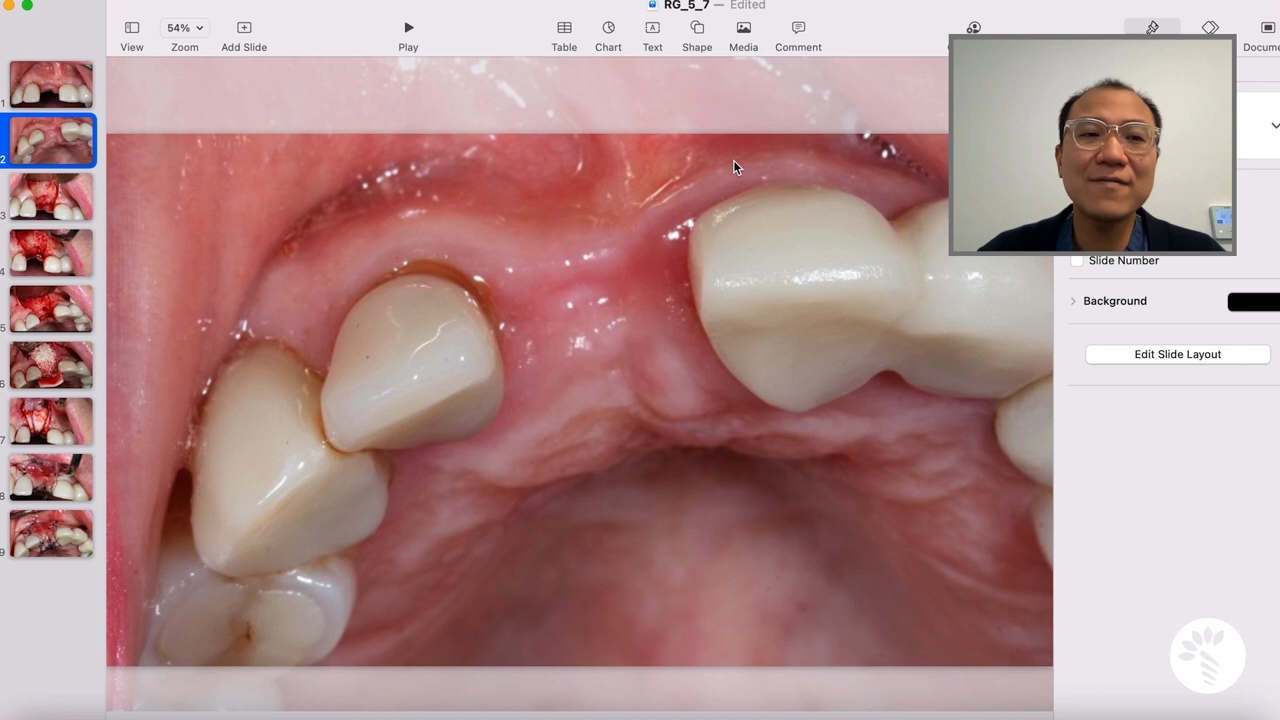 RG_5_7 — Edited
54%
View
Zoom
Add Slide
Play
Table
Chart
Text
Shape
Media
Comment
1
2
3
4
5
6
7
8
9
Slide Number
Background
Edit Slide Layout